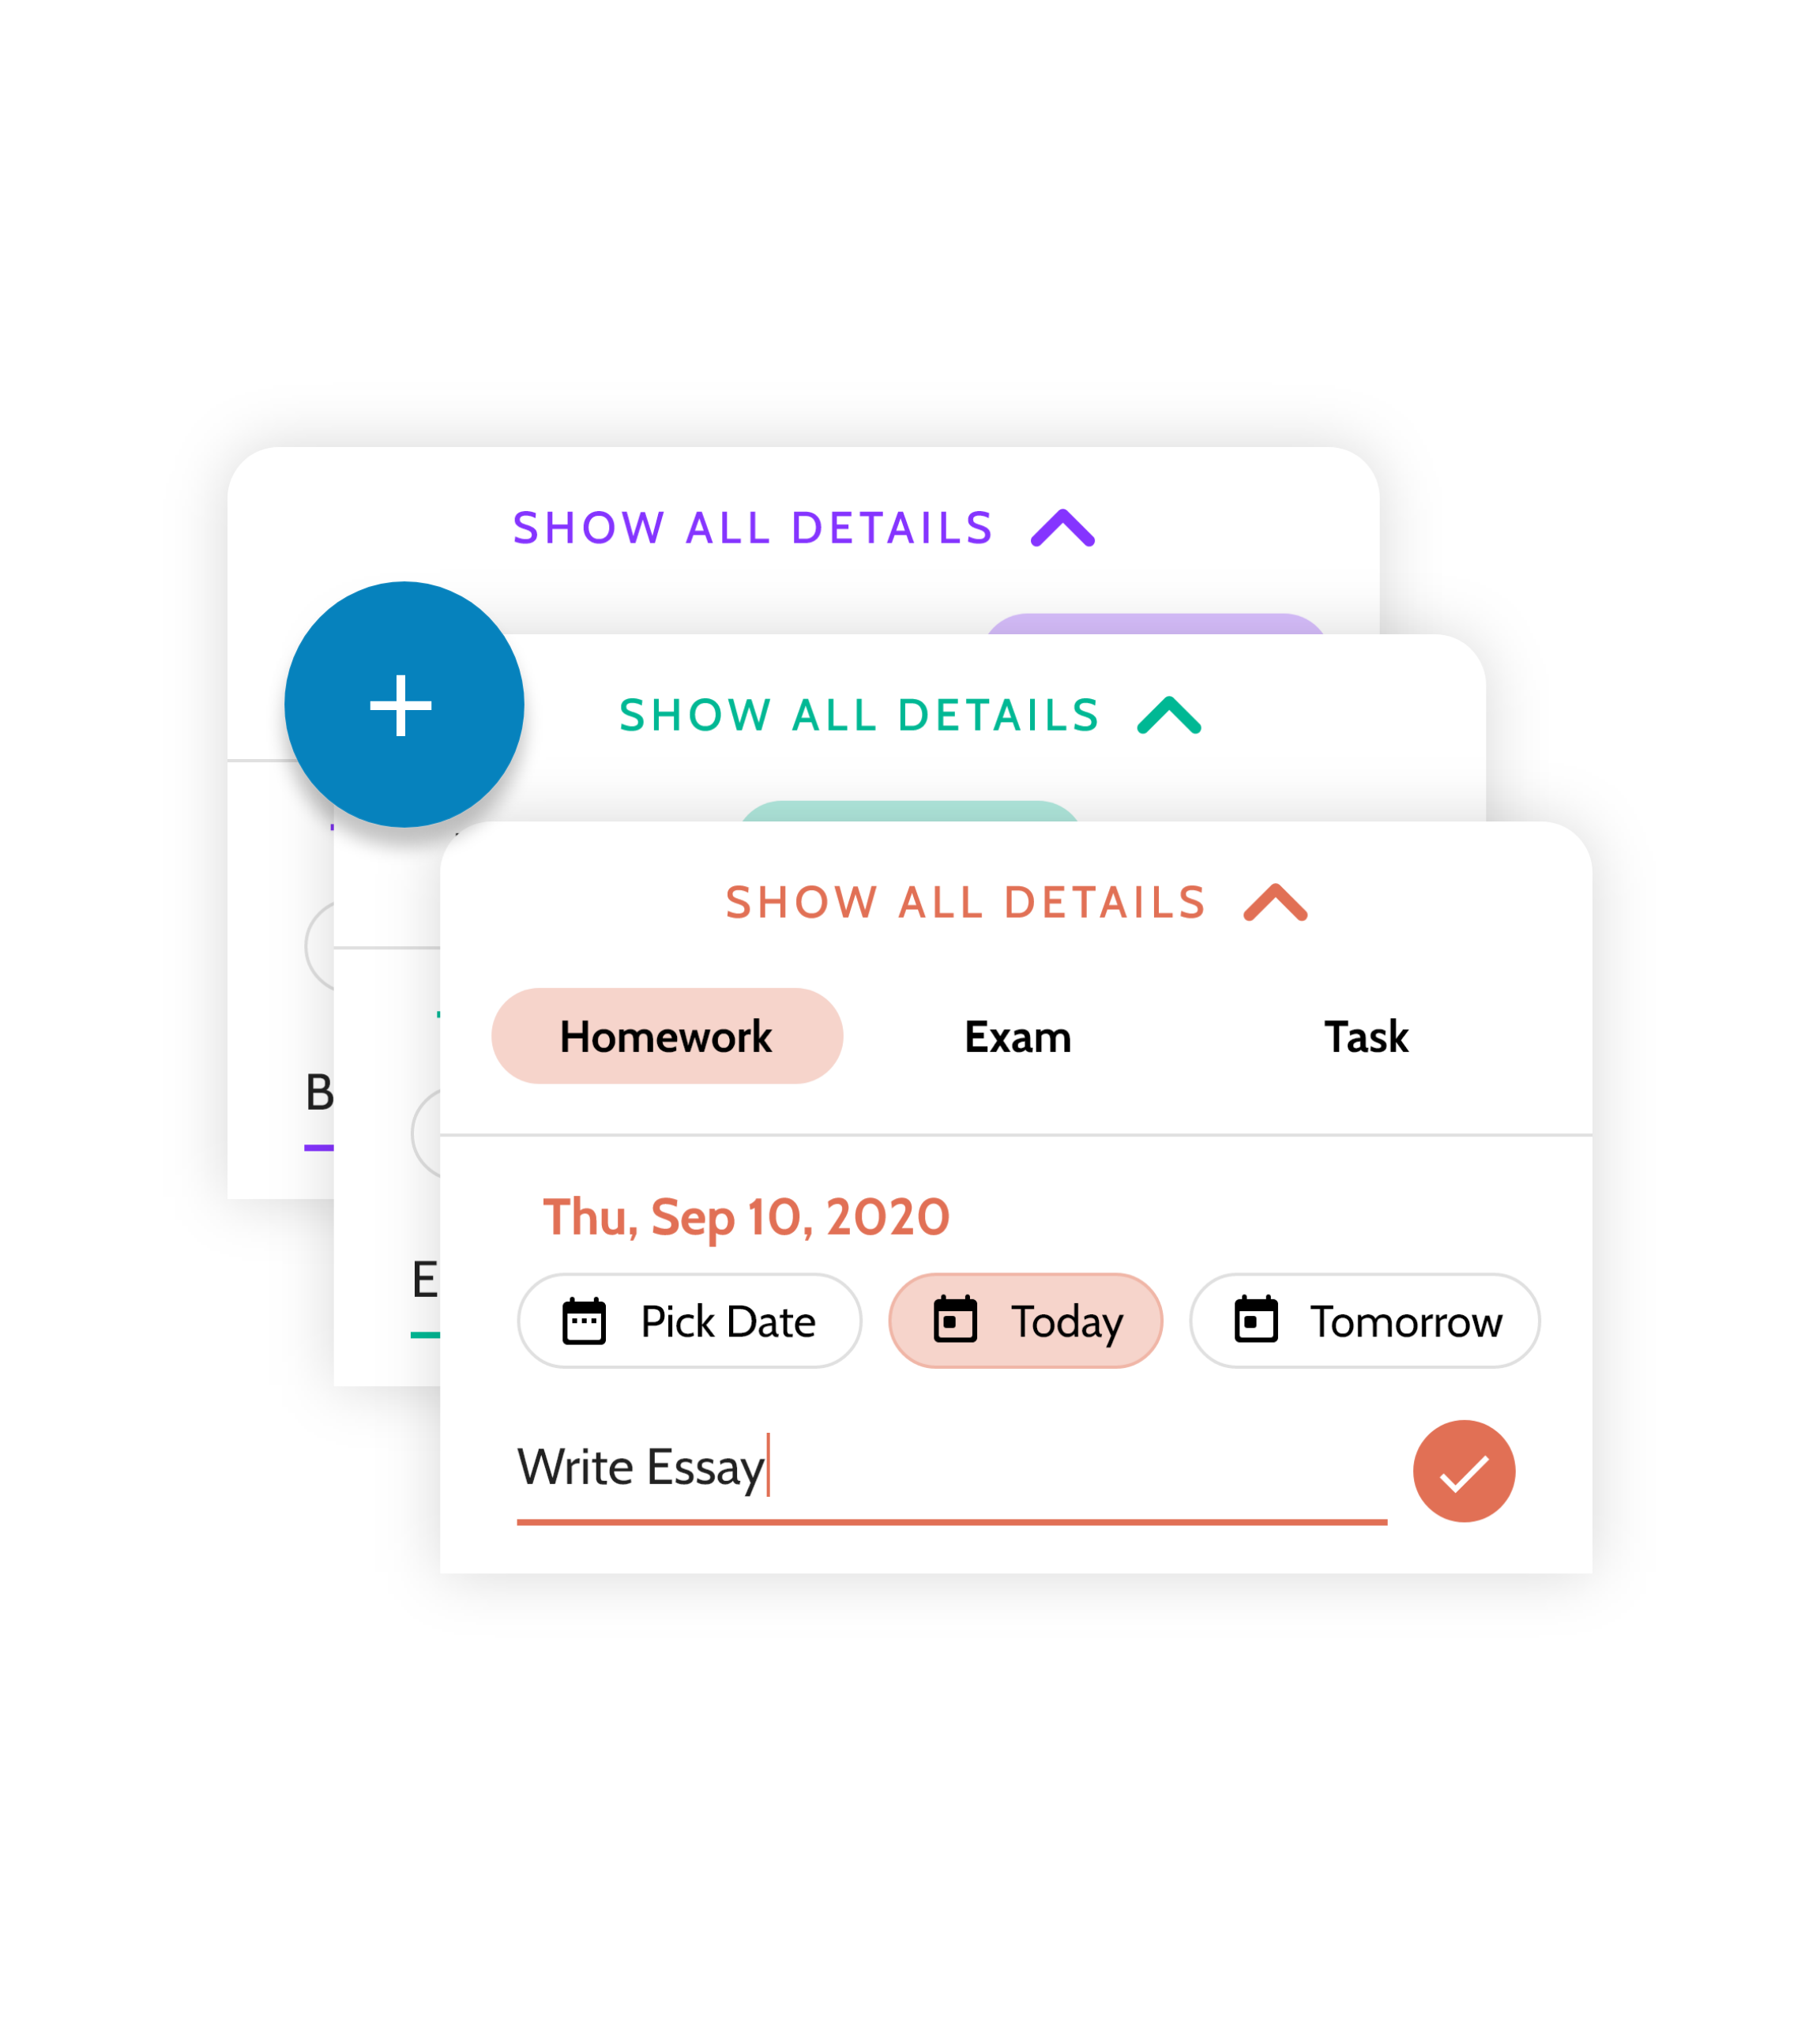 SHOW ALL DETAILS
SHOW ALL DETAILS
SHOW ALL DETAILS
Homework Exam Task
Thu, Sep 10, 2020
Pick Date Today Tomorrow
B
E
Write Essay